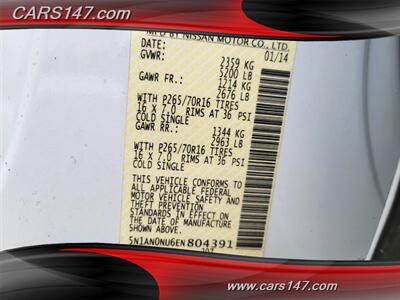 CARS147.com
MFD BY NISSAN MOTOR CO., LTD.
DATE: 01/14
GVWR: 2359 KG
5200 LB
GAWR FR.: 1214 KG
2676 LB
WITH P265/70R16 TIRES
16 X 7.0 RIMS AT 36 PSI
COLD SINGLE
GAWR RR.: 1344 KG
2963 LB
WITH P265/70R16 TIRES
16 X 7.0 RIMS AT 36 PSI
COLD SINGLE
THIS VEHICLE CONFORMS TO
ALL APPLICABLE FEDERAL
MOTOR VEHICLE SAFETY AND
THEFT PREVENTION
STANDARDS IN EFFECT ON
THE DATE OF MANUFACTURE
SHOWN ABOVE.
5N1AN0NU6EN804391
www.cars147.com